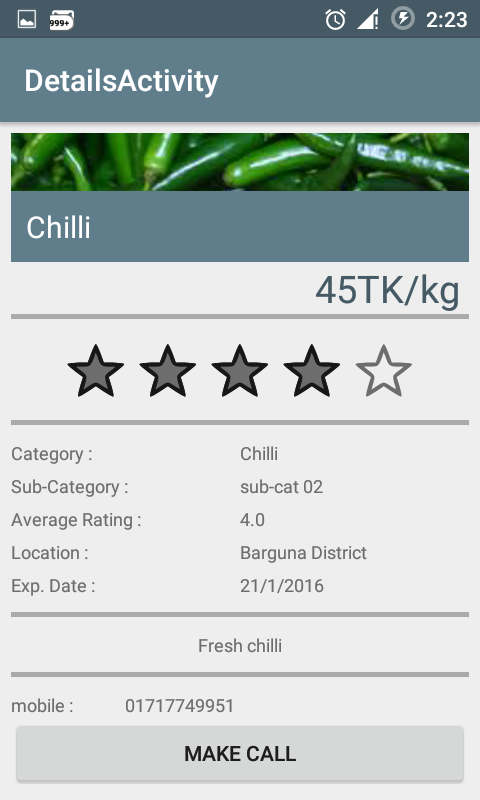 999+
2:23
DetailsActivity
Chilli
45TK/kg
Category : Chilli
Sub-Category : sub-cat 02
Average Rating : 4.0
Location : Barguna District
Exp. Date : 21/1/2016
Fresh chilli
mobile : 01717749951
MAKE CALL